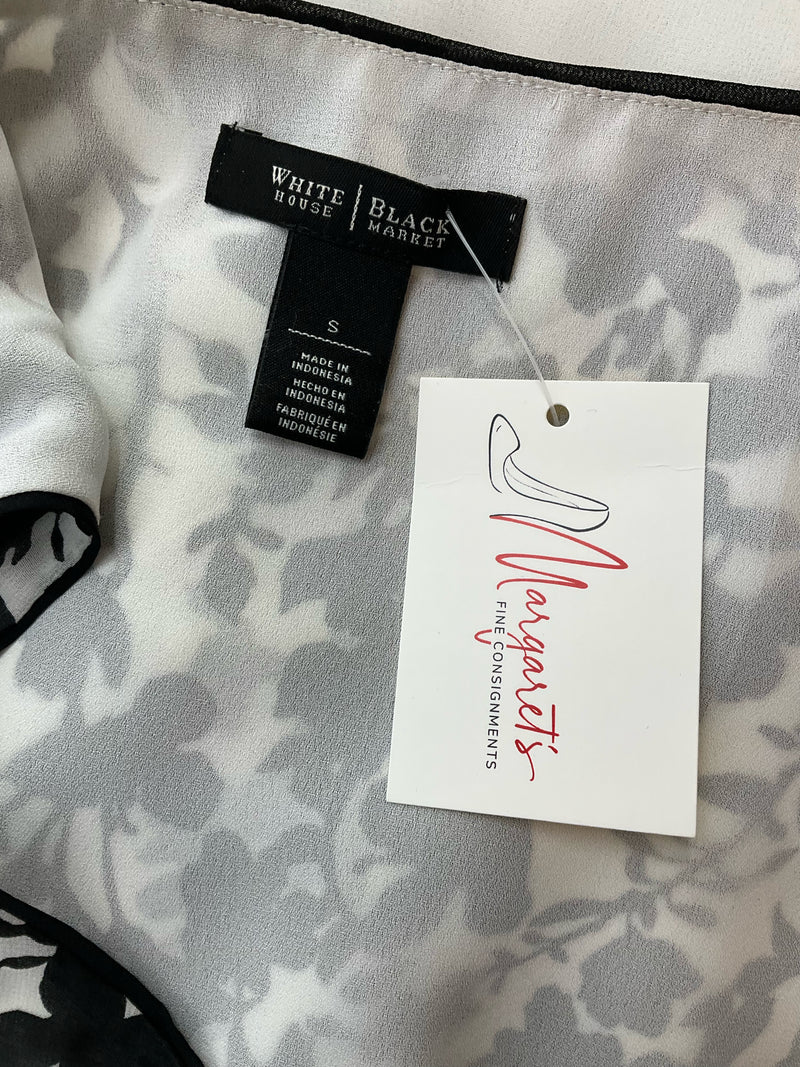 WHITE HOUSE
BLACK MARKET
S
MADE IN
INDONESIA
HECHO EN
INDONESIA
FABRIQUÉ EN
INDONÉSIE
Margaret's
FINE CONSIGNMENTS